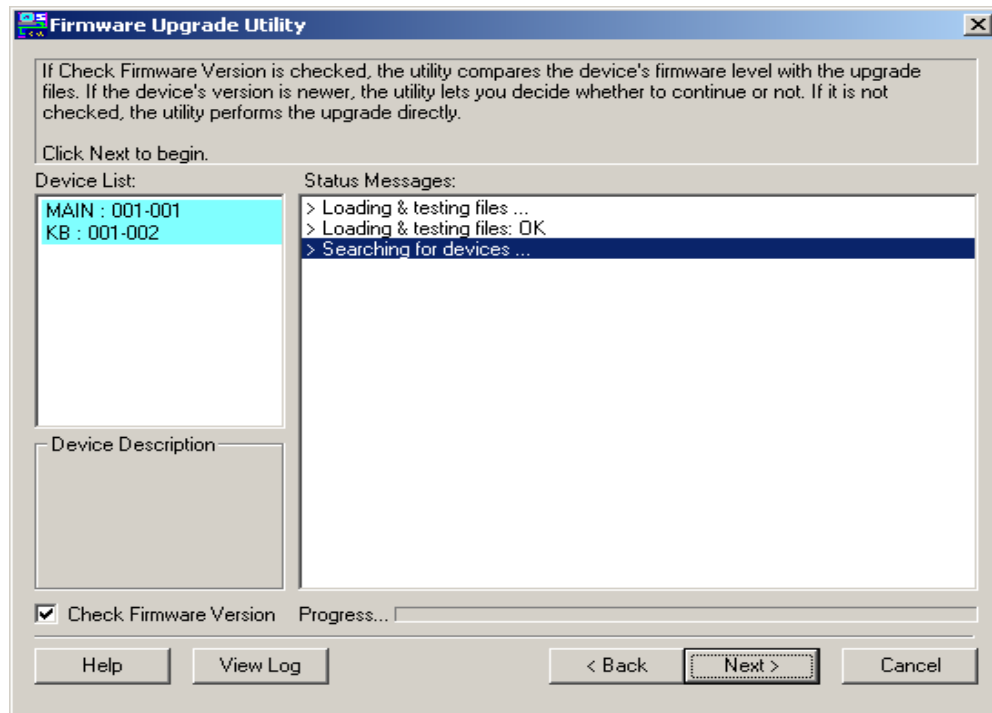 Firmware Upgrade Utility
If Check Firmware Version is checked, the utility compares the device's firmware level with the upgrade
files. If the device's version is newer, the utility lets you decide whether to continue or not. If it is not
checked, the utility performs the upgrade directly.
Click Next to begin.
Device List:
MAIN : 001-001
KB : 001-002
Status Messages:
> Loading & testing files ...
> Loading & testing files: OK
> Searching for devices ...
Device Description
Check Firmware Version
Progress...
Help
View Log
< Back
Next >
Cancel